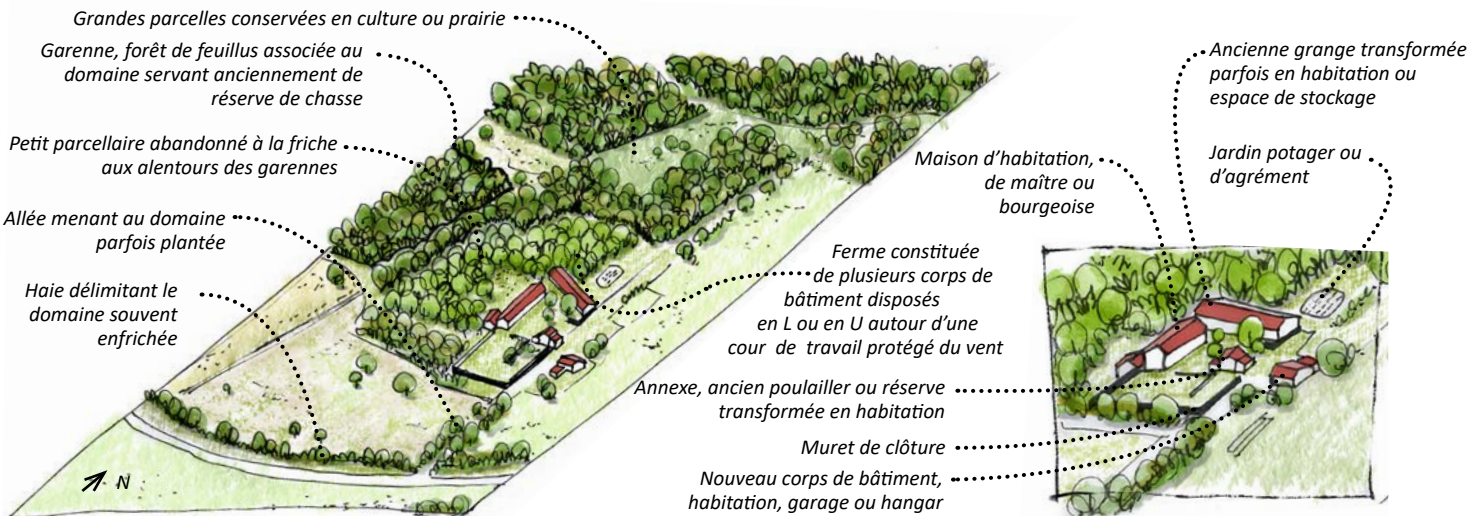 Grandes parcelles conservées en culture ou prairie
Garenne, forêt de feuillus associée au
domaine servant anciennement de
réserve de chasse
Petit parcellaire abandonné à la friche
aux alentours des garennes
Allée menant au domaine
parfois plantée
Haie délimitant le
domaine souvent
enfrichée
N
Ferme constituée
de plusieurs corps de
bâtiment disposés
en L ou en U autour d’une
cour de travail protégé du vent
Ancienne grange transformée
parfois en habitation ou
espace de stockage
Maison d’habitation,
de maître ou
bourgeoise
Jardin potager ou
d’agrément
Annexe, ancien poulailler ou réserve
transformée en habitation
Muret de clôture
Nouveau corps de bâtiment,
habitation, garage ou hangar